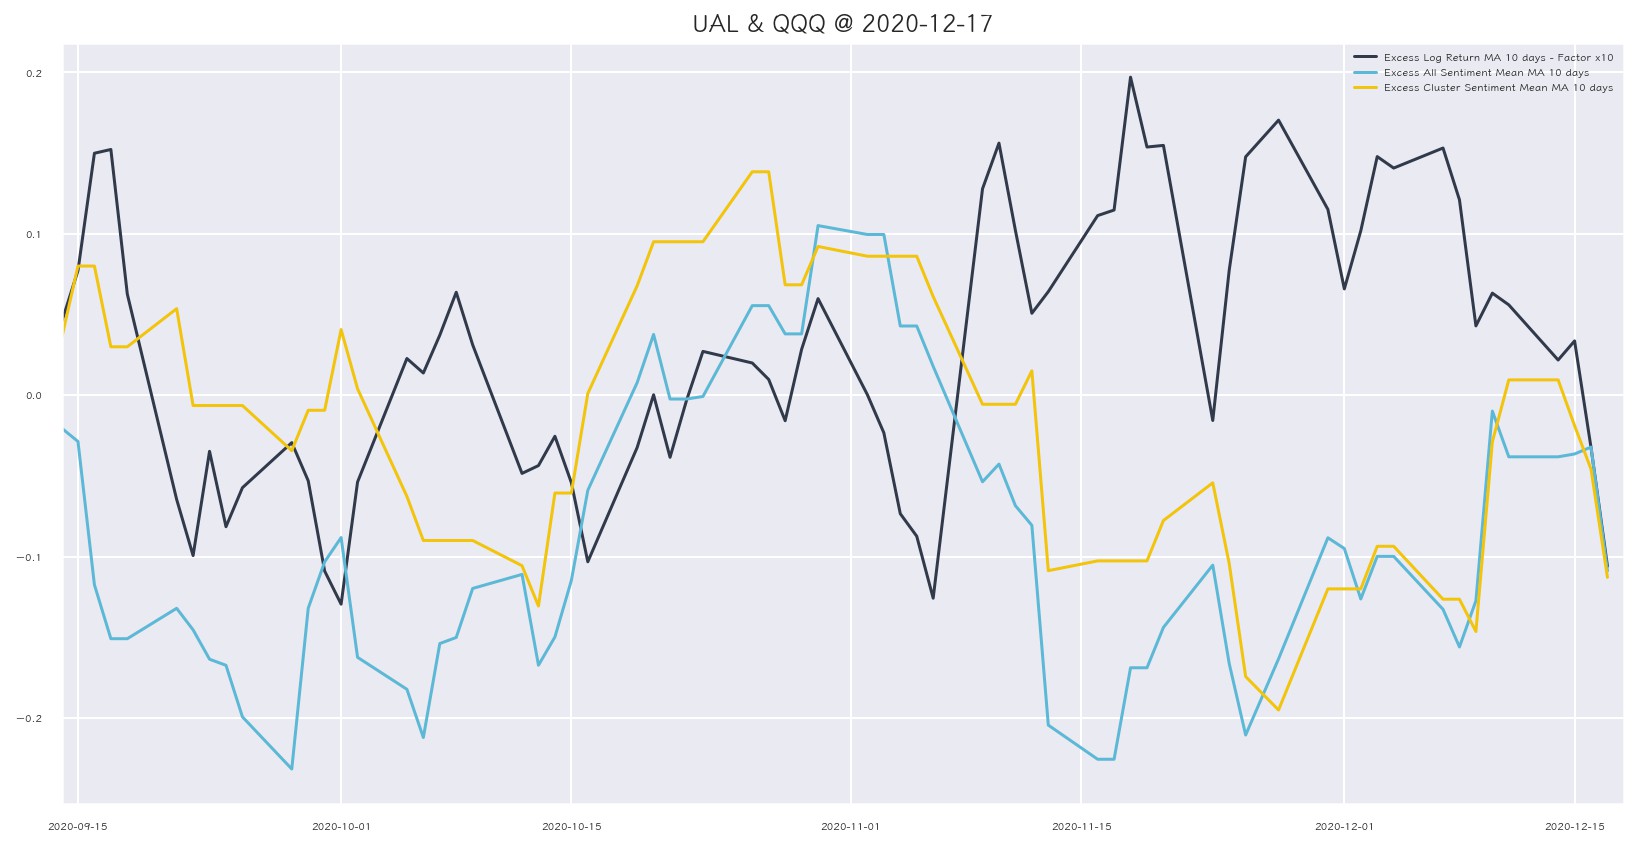 UAL & QQQ @ 2020-12-17
Excess Log Return MA 10 days - Factor x10
Excess All Sentiment Mean MA 10 days
Excess Cluster Sentiment Mean MA 10 days
0.2
0.1
0.0
−0.1
−0.2
2020-09-15 2020-10-01 2020-10-15 2020-11-01 2020-11-15 2020-12-01 2020-12-15